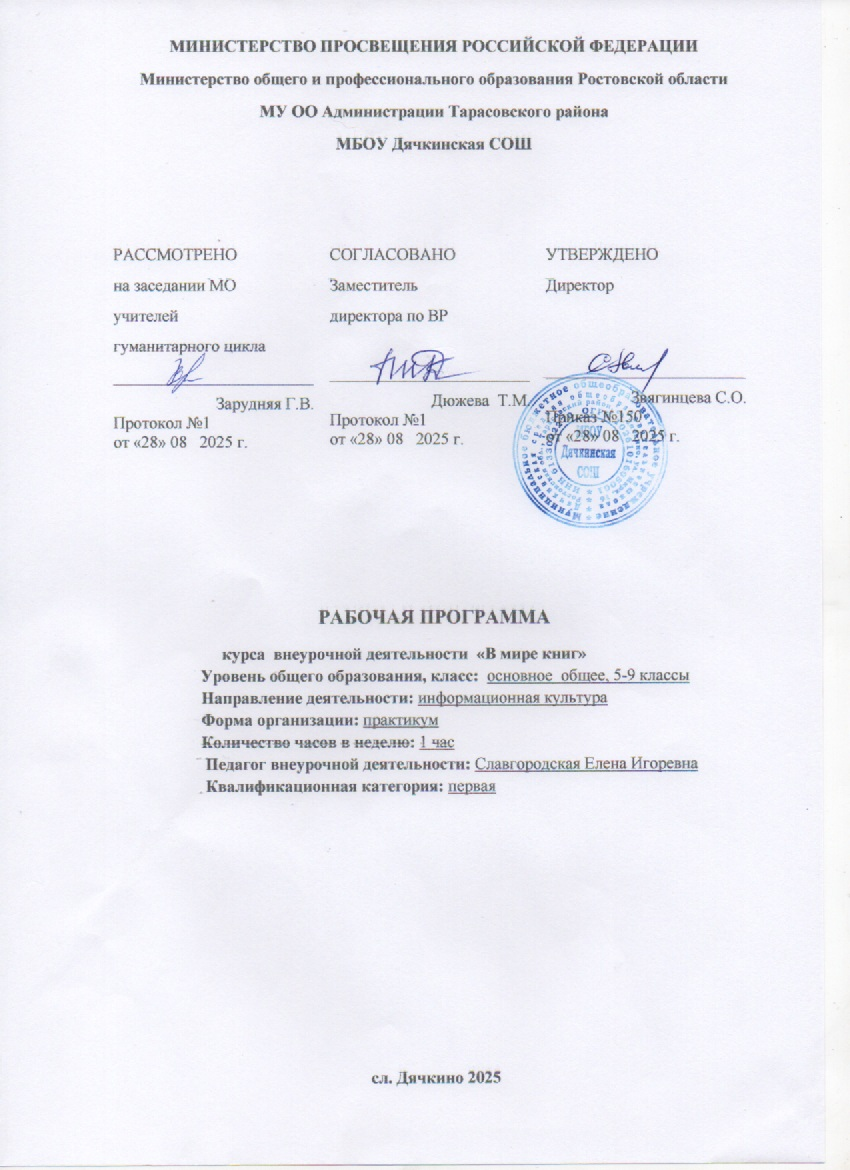 МИНИСТЕРСТВО ПРОСВЕЩЕНИЯ РОССИЙСКОЙ ФЕДЕРАЦИИ
Министерство общего и профессионального образования Ростовской области
МУ ОО Администрации Тарасовского района
МБОУ Дячкинская СОШ
РАССМОТРЕНО
на заседании МО
учителей
гуманитарного цикла
Зарудняя Г.В.
Протокол №1
от «28» 08 2025 г.
СОГЛАСОВАНО
Заместитель
директора по ВР
Дюжева Т.М.
Протокол №1
от «28» 08 2025 г.
УТВЕРЖДЕНО
Директор
Звягинцева С.О.
Приказ №150
от «28» 08 2025 г.
Дячкинская
СОШ
РАБОЧАЯ ПРОГРАММА
курса внеурочной деятельности «В мире книг»
Уровень общего образования, класс: основное общее, 5-9 классы
Направление деятельности: информационная культура
Форма организации: практикум
Количество часов в неделю: 1 час
Педагог внеурочной деятельности: Славгородская Елена Игоревна
Квалификационная категория: первая
сл. Дячкино 2025